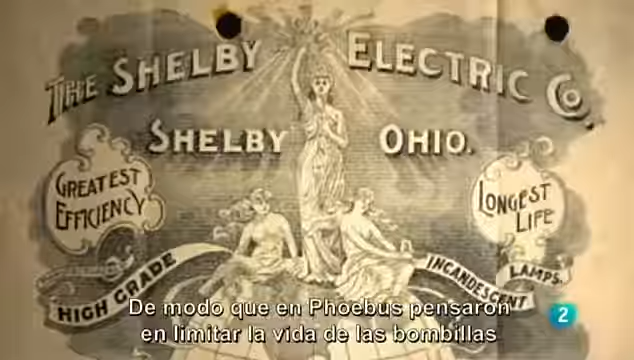 THE SHELBY ELECTRIC CO.
SHELBY OHIO.
GREATEST
EFFICIENCY
LONGEST
LIFE
HIGH GRADE
INCANDESCENT
LAMPS.
De modo que en Phoebus pensaron
en limitar la vida de las bombillas
2